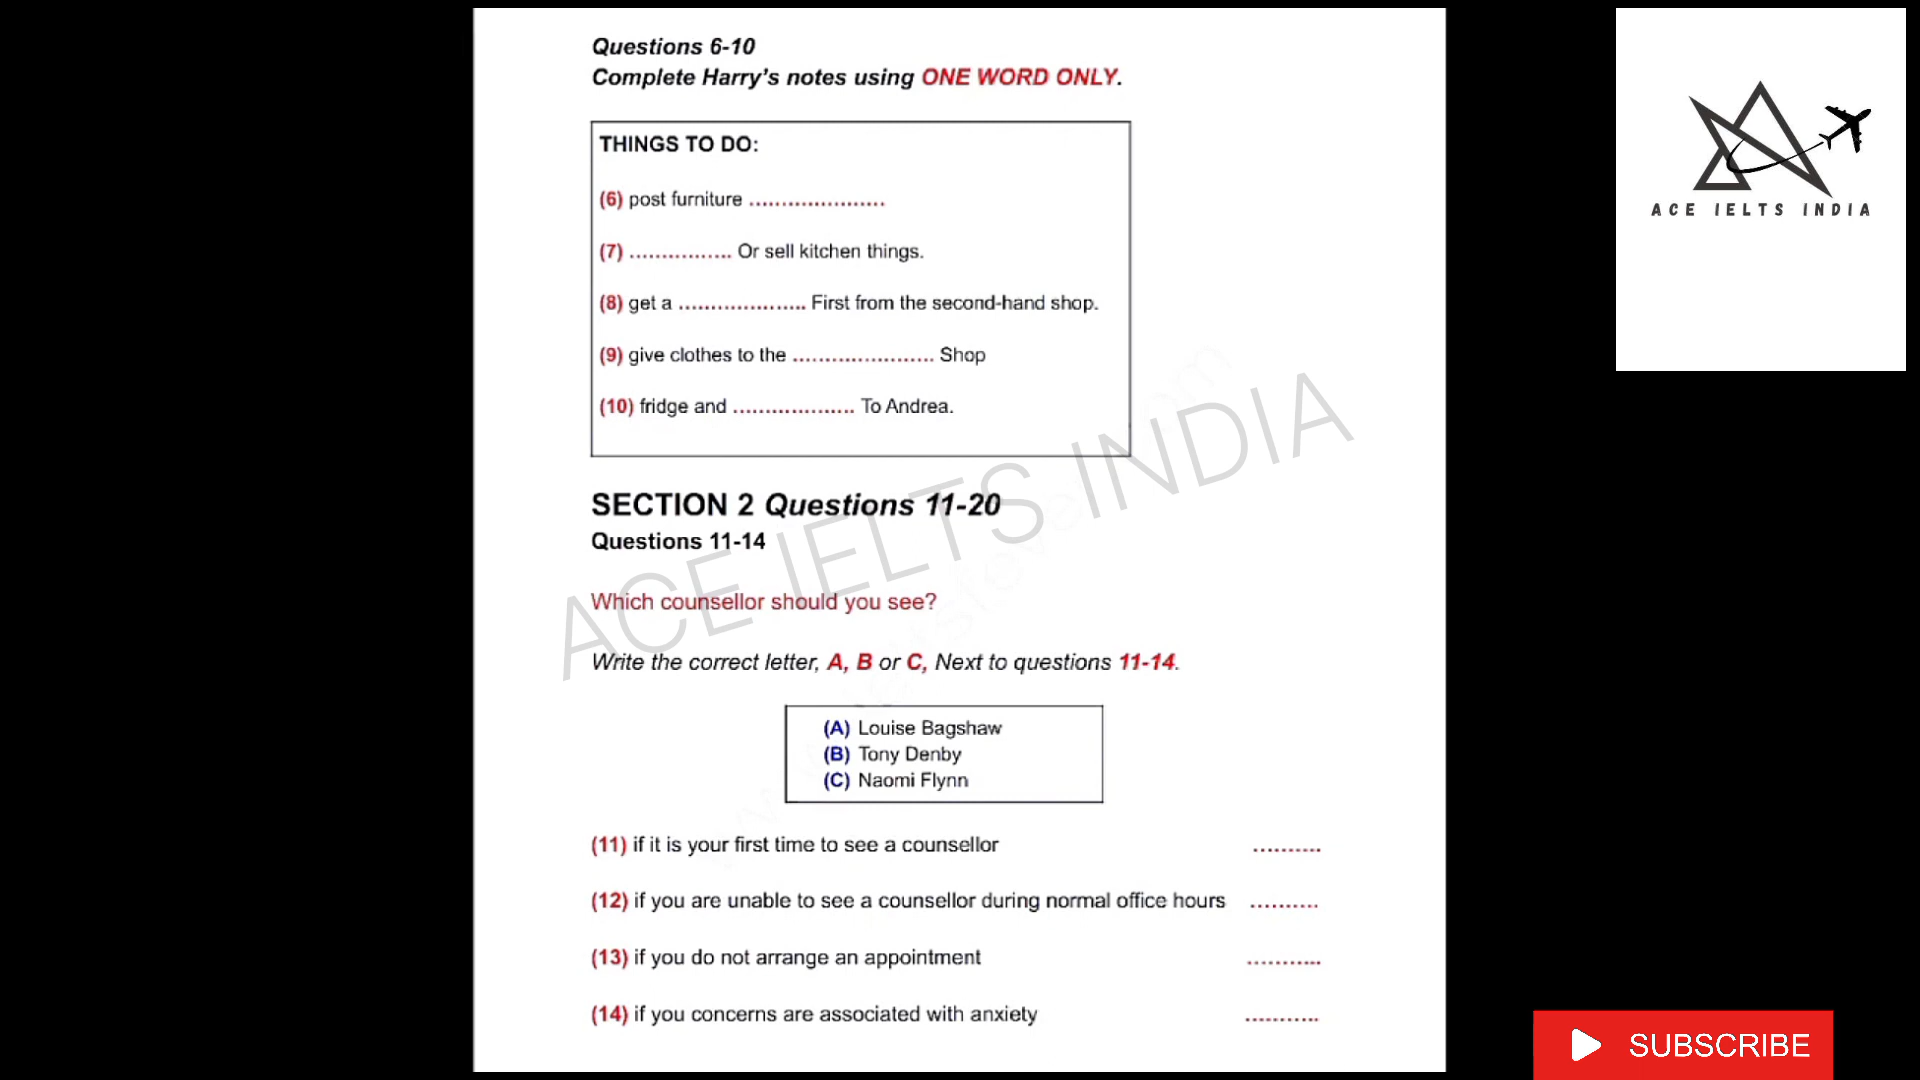 Questions 6-10
Complete Harry's notes using ONE WORD ONLY.
THINGS TO DO:
(6) post furniture .....................
(7) ................ Or sell kitchen things.
(8) get a .................... First from the second-hand shop.
(9) give clothes to the ...................... Shop
(10) fridge and ................... To Andrea.
SECTION 2 Questions 11-20
Questions 11-14
Which counsellor should you see?
Write the correct letter, A, B or C, Next to questions 11-14.
(A) Louise Bagshaw
(B) Tony Denby
(C) Naomi Flynn
(11) if it is your first time to see a counsellor ..........
(12) if you are unable to see a counsellor during normal office hours ..........
(13) if you do not arrange an appointment ...........
(14) if you concerns are associated with anxiety ...........
ACE IELTS INDIA
ACE IELTS INDIA
SUBSCRIBE